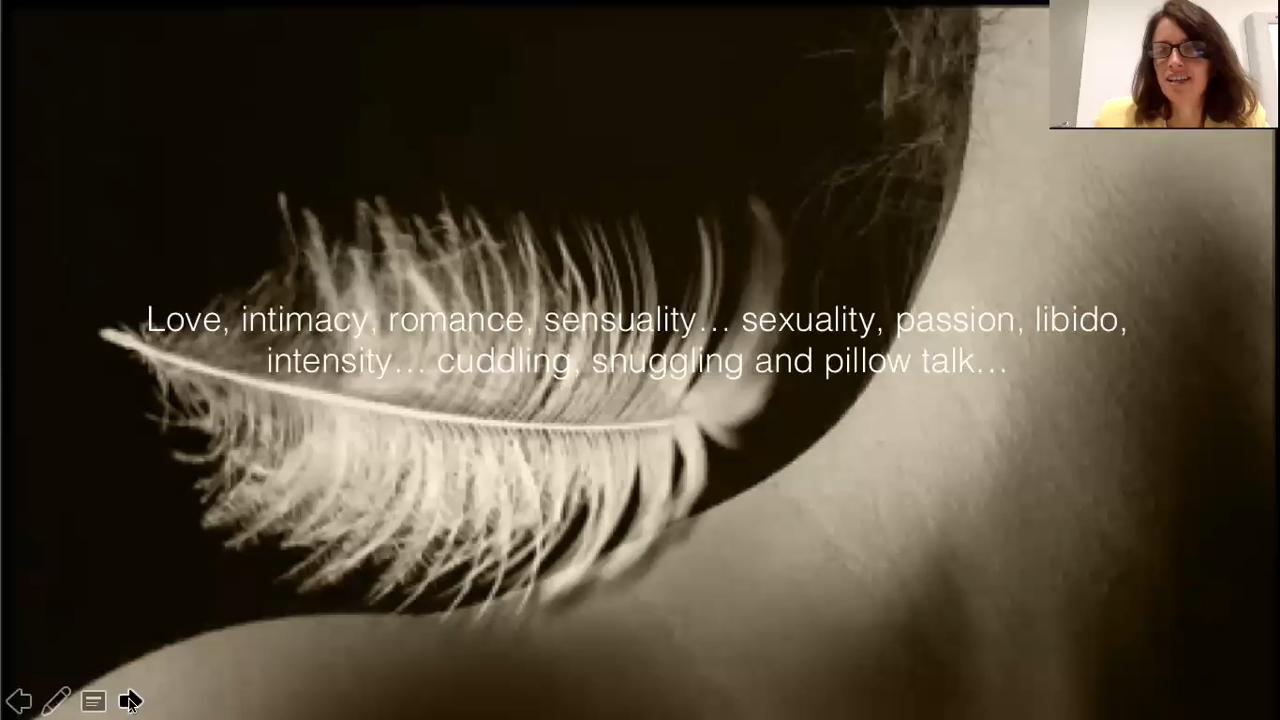 Love, intimacy, romance, sensuality… sexuality, passion, libido,
intensity… cuddling, snuggling and pillow talk…